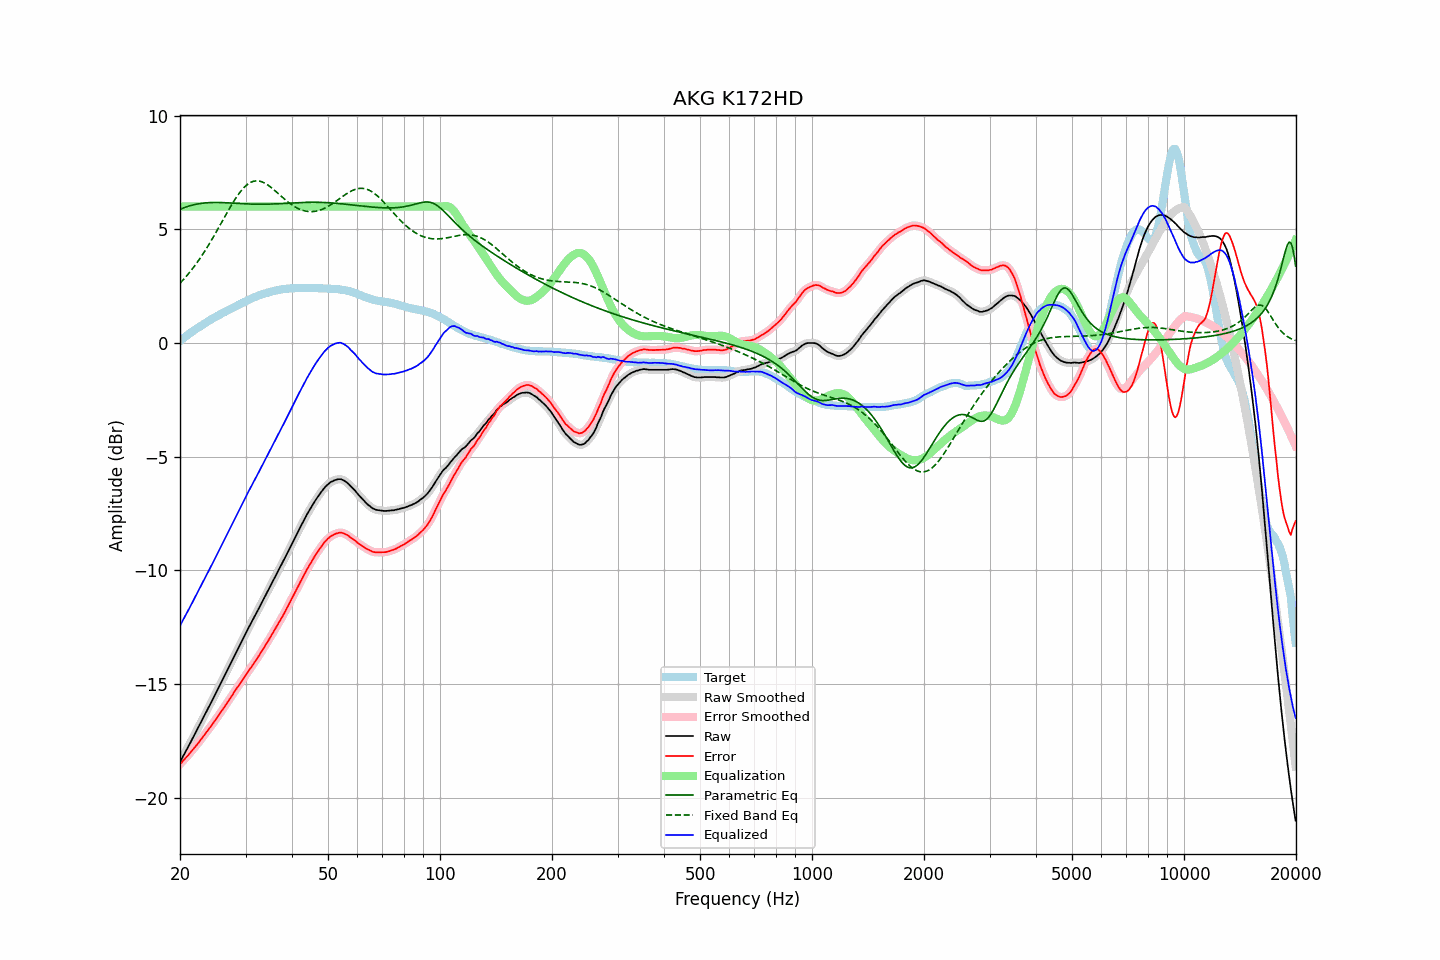 AKG K172HD
10
5
0
−5
−10
−15
−20
Amplitude (dBr)
20
50
100
200
500
1000
2000
5000
10000
20000
Frequency (Hz)
Target
Raw Smoothed
Error Smoothed
Raw
Error
Equalization
Parametric Eq
Fixed Band Eq
Equalized